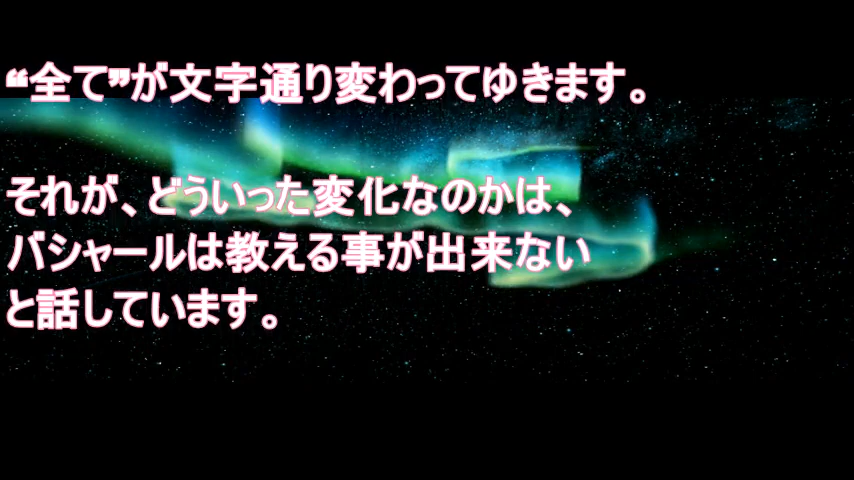 ❝全て❞が文字通り変わってゆきます。
それが、どういった変化なのかは、
バシャールは教える事が出来ない
と話しています。